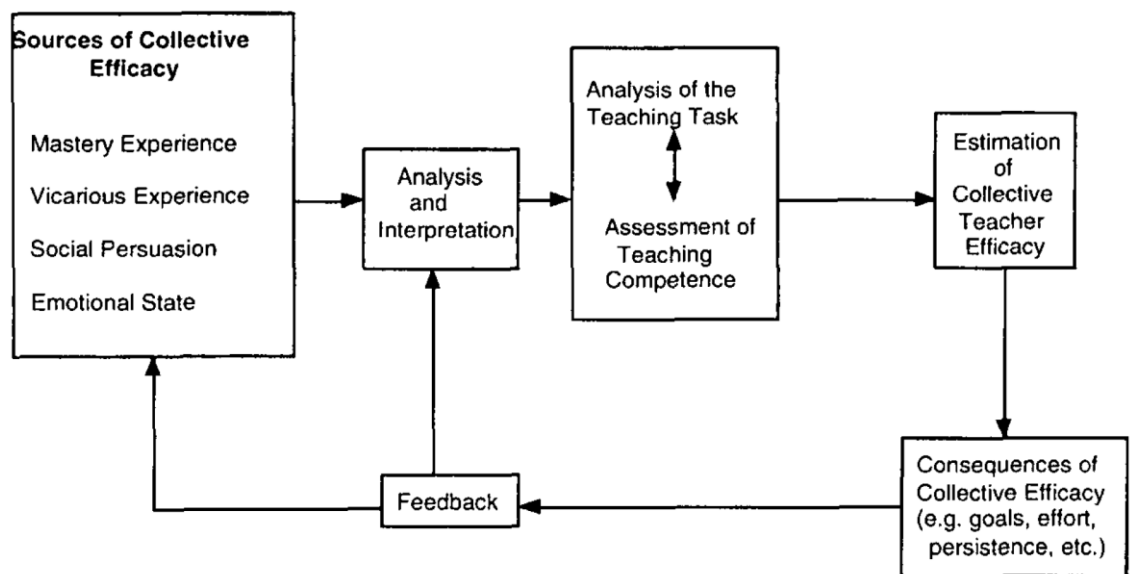 Sources of Collective
Efficacy
Mastery Experience
Vicarious Experience
Social Persuasion
Emotional State
Analysis
and
Interpretation
Analysis of the
Teaching Task
Assessment of
Teaching
Competence
Estimation
of
Collective
Teacher
Efficacy
Consequences of
Collective Efficacy
(e.g. goals, effort,
persistence, etc.)
Feedback